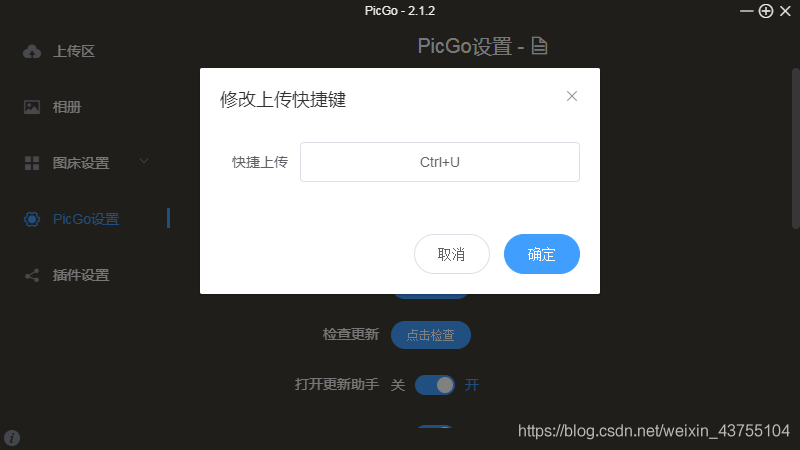 PicGo - 2.1.2
上传区
相册
图床设置
PicGo设置
插件设置
PicGo设置 -
修改上传快捷键
快捷上传
Ctrl+U
取消
确定
检查更新
点击检查
打开更新助手
关
开
https://blog.csdn.net/weixin_43755104